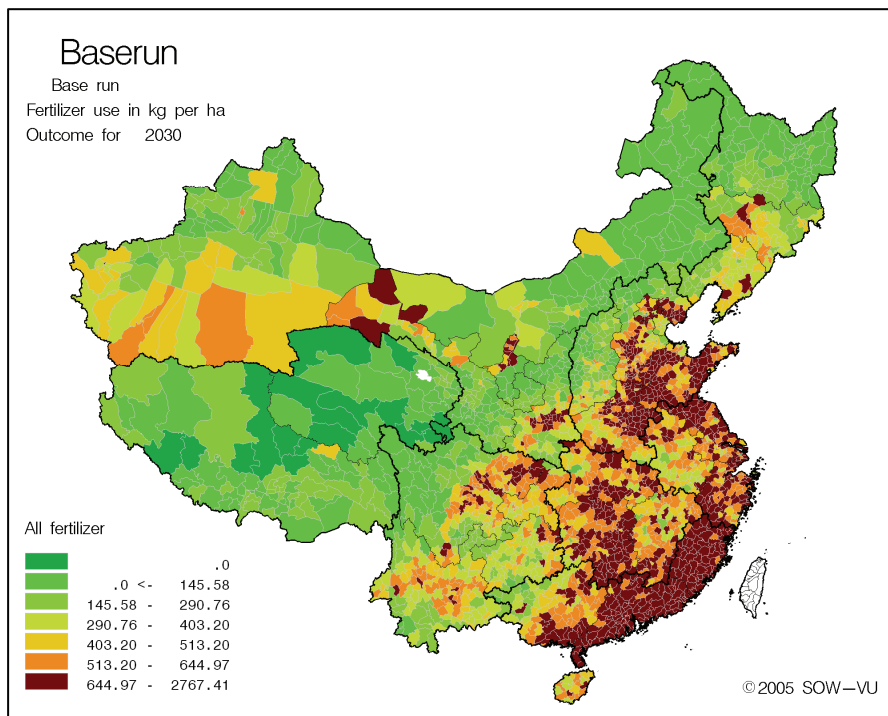 Baserun
Base run
Fertilizer use in kg per ha
Outcome for 2030
All fertilizer
.0
.0 <- 145.58
145.58 - 290.76
290.76 - 403.20
403.20 - 513.20
513.20 - 644.97
644.97 - 2767.41
© 2005 SOW-VU